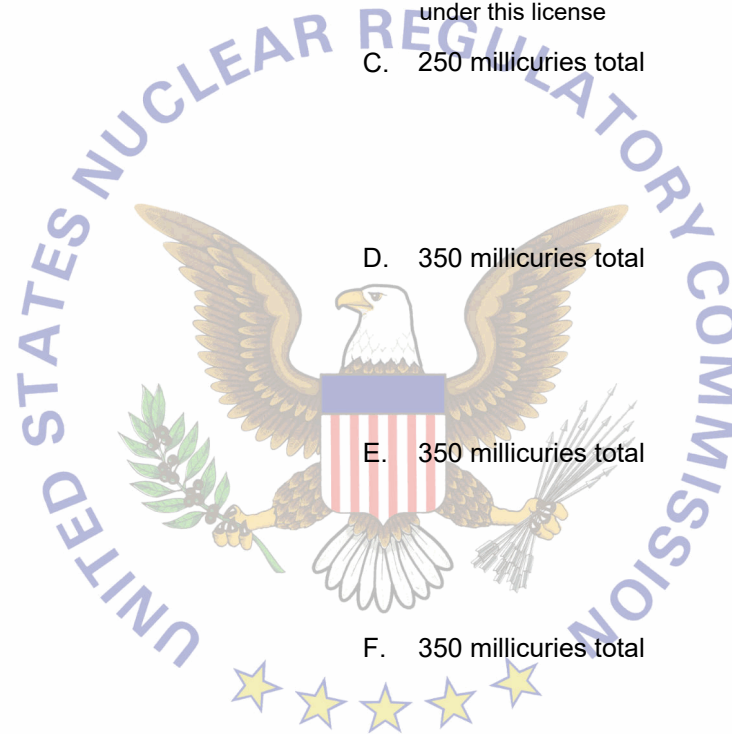 under this license
C. 250 millicuries total
D. 350 millicuries total
E. 350 millicuries total
F. 350 millicuries total
UNITED STATES NUCLEAR REGULATORY COMMISSION